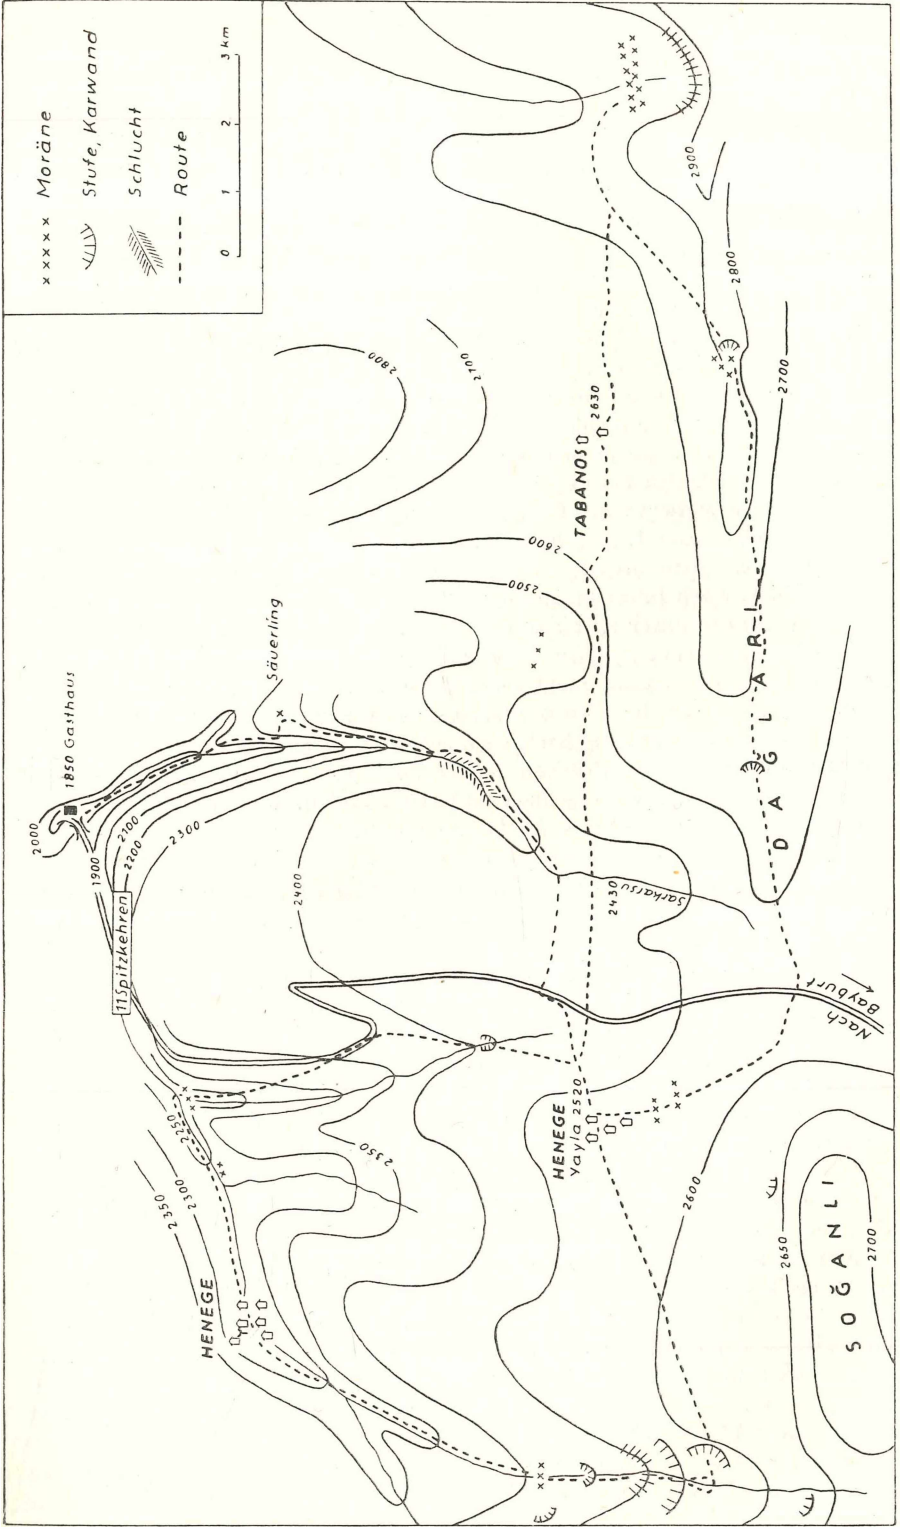 ××××× Moräne
Stufe, Karwand
Schlucht
Route
0 1 2 3 km
HENEGE
2350
2300
2250
11 Spitzkehren
1900
2000
1850 Gasthaus
2100
2200
2300
Säuerling
2350
2400
2800
2700
HENEGE
Yayla 2520
2430
Sarkarsu
2500
2600
TABANOS
2630
2600
Nach
Bayburt
2900
2800
2700
DAĞLARI
SOĞANLI
2650
2700